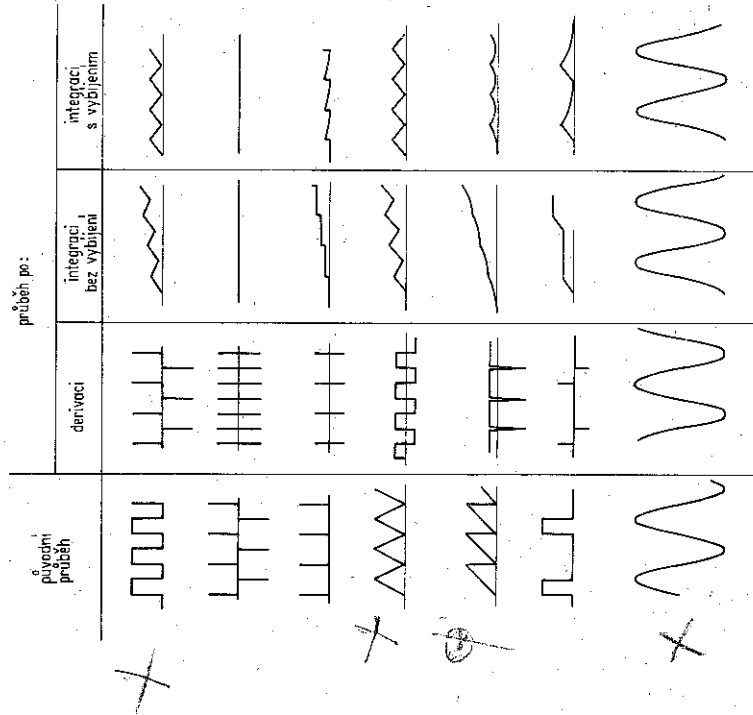 původní
průběh
průběh po:
derivaci
integraci
bez vybíjení
integraci
s vybíjením